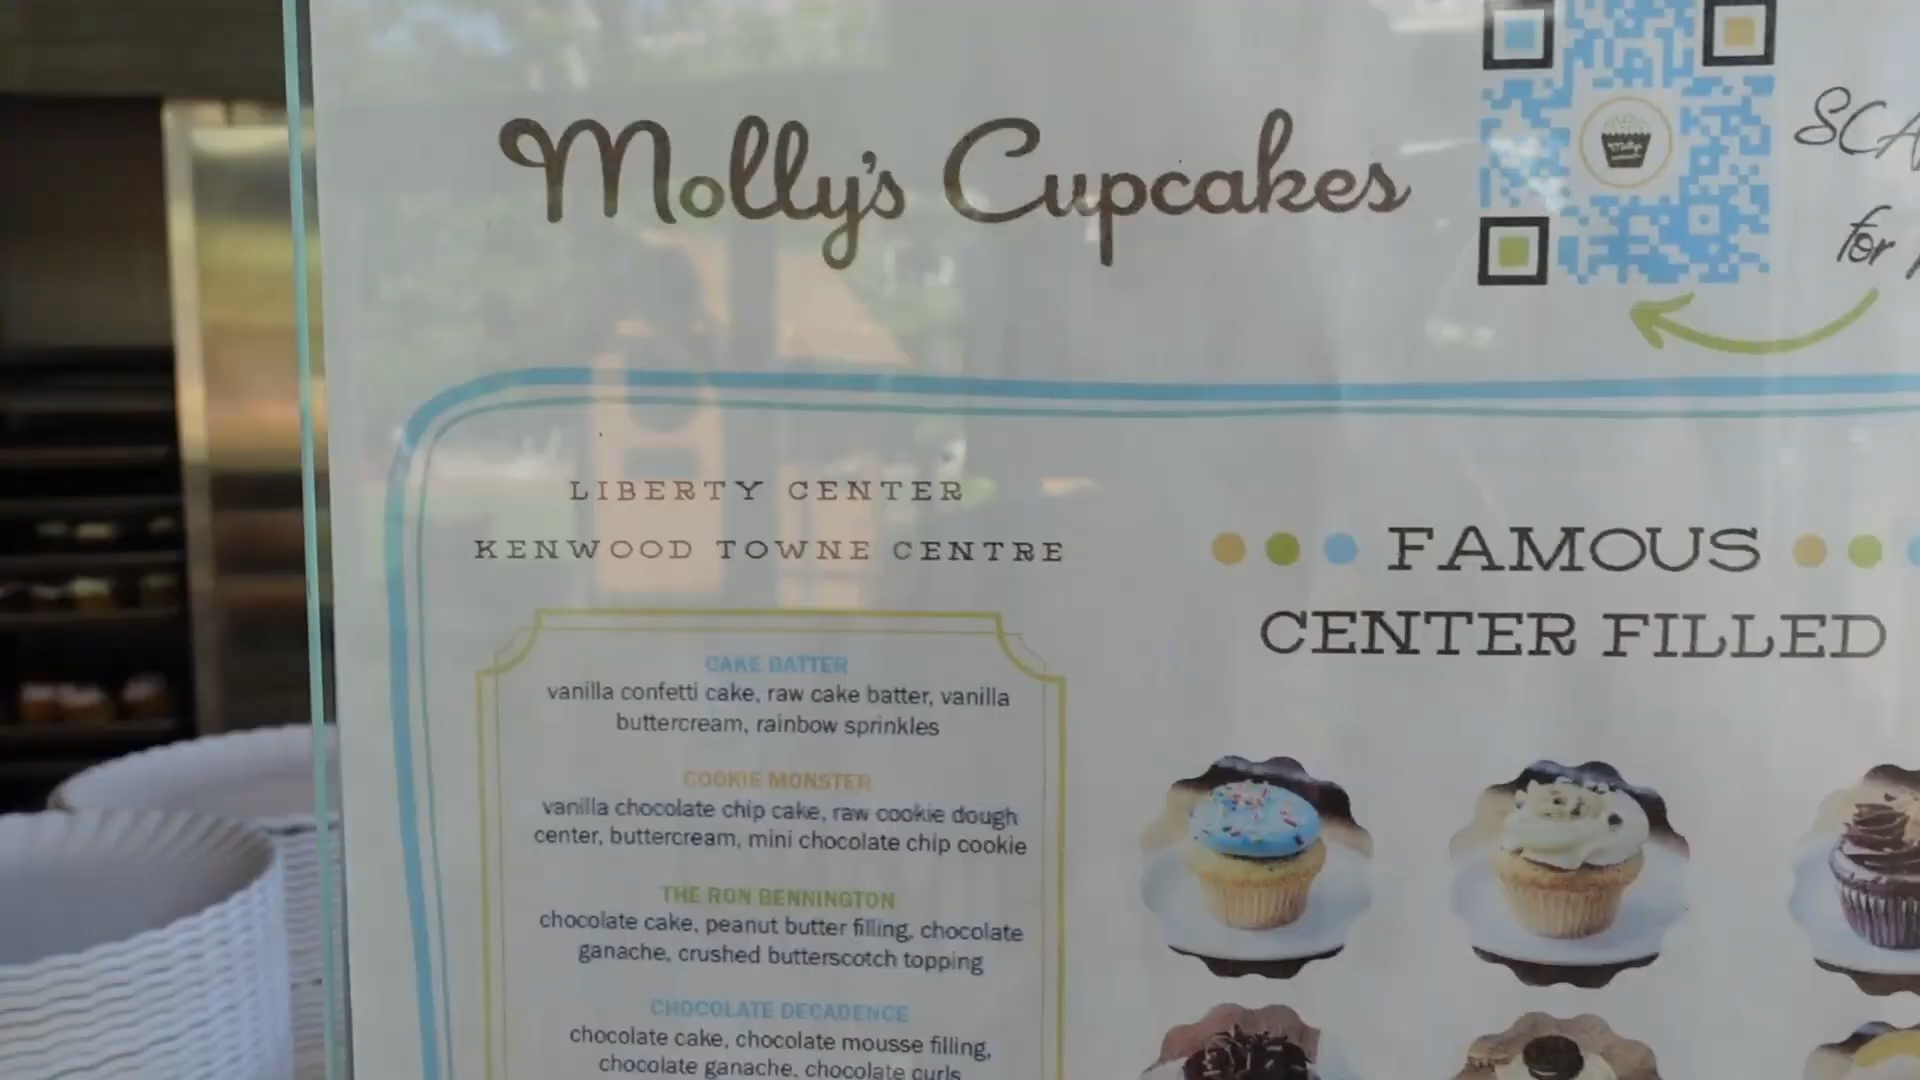 Molly's Cupcakes
SCA
for
LIBERTY CENTER
KENWOOD TOWNE CENTRE
FAMOUS
CENTER FILLED
CAKE BATTER
vanilla confetti cake, raw cake batter, vanilla
buttercream, rainbow sprinkles
COOKIE MONSTER
vanilla chocolate chip cake, raw cookie dough
center, buttercream, mini chocolate chip cookie
THE RON BENNINGTON
chocolate cake, peanut butter filling, chocolate
ganache, crushed butterscotch topping
CHOCOLATE DECADENCE
chocolate cake, chocolate mousse filling,
chocolate ganache, chocolate curls